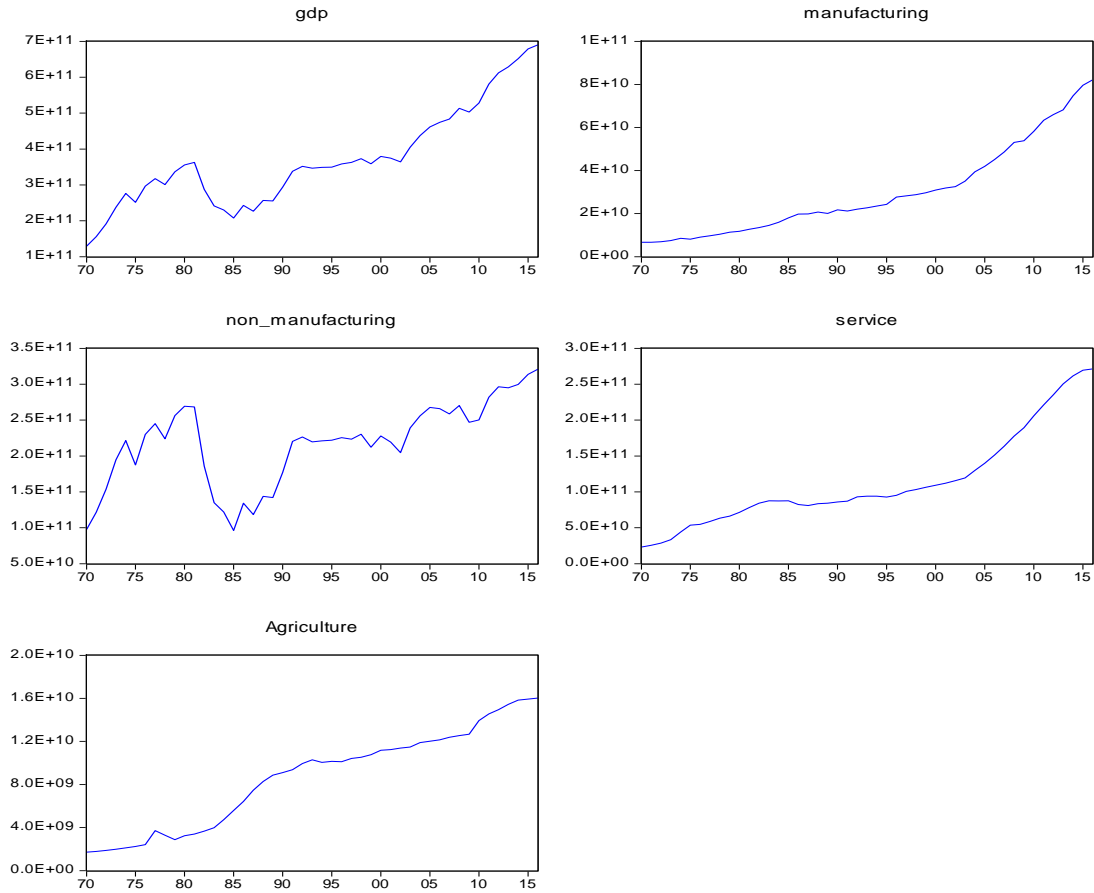 gdp
7E+11
6E+11
5E+11
4E+11
3E+11
2E+11
1E+11
70 75 80 85 90 95 00 05 10 15
manufacturing
1E+11
8E+10
6E+10
4E+10
2E+10
0E+00
70 75 80 85 90 95 00 05 10 15
non_manufacturing
3.5E+11
3.0E+11
2.5E+11
2.0E+11
1.5E+11
1.0E+11
5.0E+10
70 75 80 85 90 95 00 05 10 15
service
3.0E+11
2.5E+11
2.0E+11
1.5E+11
1.0E+11
5.0E+10
0.0E+00
70 75 80 85 90 95 00 05 10 15
Agriculture
2.0E+10
1.6E+10
1.2E+10
8.0E+09
4.0E+09
0.0E+00
70 75 80 85 90 95 00 05 10 15